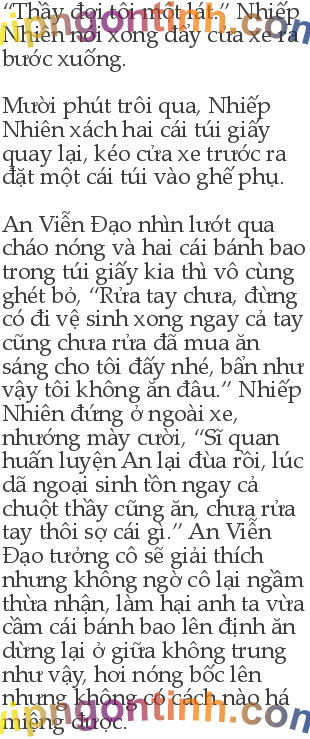 “Thầy đợi tôi một lát.” Nhiếp
Nhiên nói xong đẩy cửa xe ra
bước xuống.
Mười phút trôi qua, Nhiếp
Nhiên xách hai cái túi giấy
quay lại, kéo cửa xe trước ra
đặt một cái túi vào ghế phụ.
An Viễn Đạo nhìn lướt qua
cháo nóng và hai cái bánh bao
trong túi giấy kia thì vô cùng
ghét bỏ, “Rửa tay chưa, đừng
có đi vệ sinh xong ngay cả tay
cũng chưa rửa đã mua ăn
sáng cho tôi đấy nhé, bẩn như
vậy tôi không ăn đâu.” Nhiếp
Nhiên đứng ở ngoài xe,
nhướng mày cười, “Sĩ quan
huấn luyện An lại đùa rồi, lúc
dã ngoại sinh tồn ngay cả
chuột thầy cũng ăn, chưa rửa
tay thôi sợ cái gì.” An Viễn
Đạo tưởng cô sẽ giải thích
nhưng không ngờ cô lại ngầm
thừa nhận, làm hại anh ta vừa
cầm cái bánh bao lên định ăn
dừng lại ở giữa không trung
như vậy, hơi nóng bốc lên
nhưng không có cách nào há
miệng được.
vipngontinh.com
vipngontinh.com